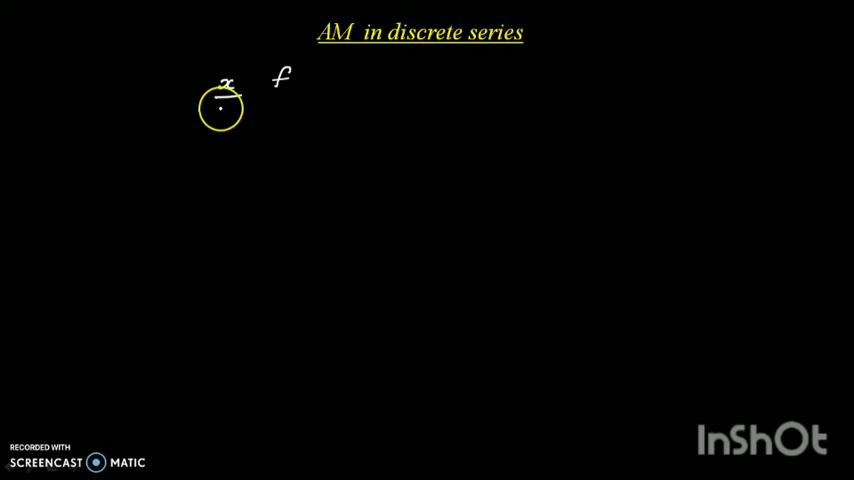 AM in discrete series
x f
RECORDED WITH
SCREENCAST MATIC
InShOt